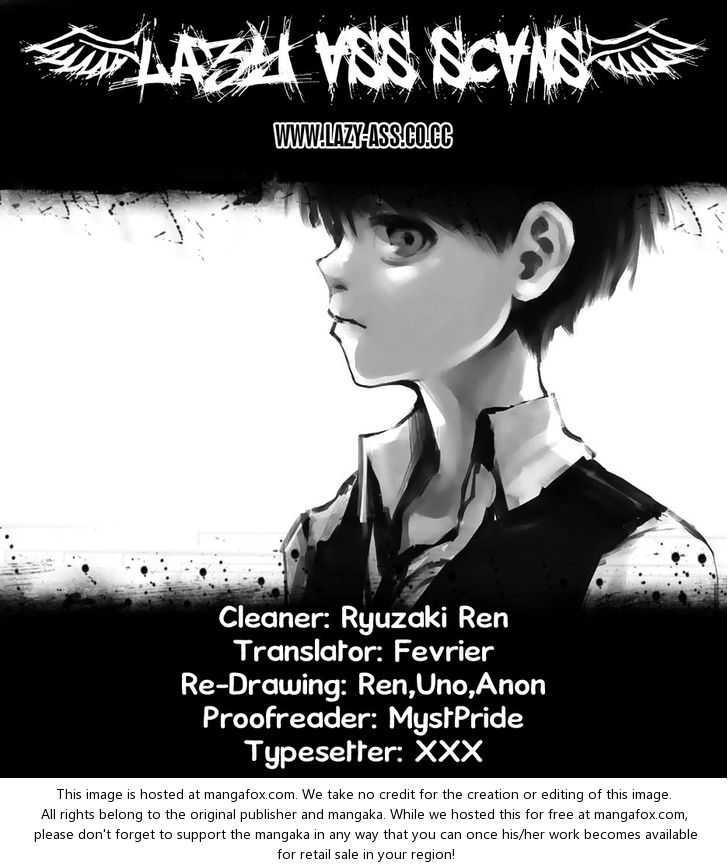 LAZY ASS SCANS
WWW.LAZY-ASS.CO.CC
Cleaner: Ryuzaki Ren
Translator: Fevrier
Re-Drawing: Ren,Uno,Anon
Proofreader: MystPride
Typesetter: XXX
This image is hosted at mangafox.com. We take no credit for the creation or editing of this image.
All rights belong to the original publisher and mangaka. While we hosted this for free at mangafox.com,
please don't forget to support the mangaka in any way that you can once his/her work becomes available
for retail sale in your region!